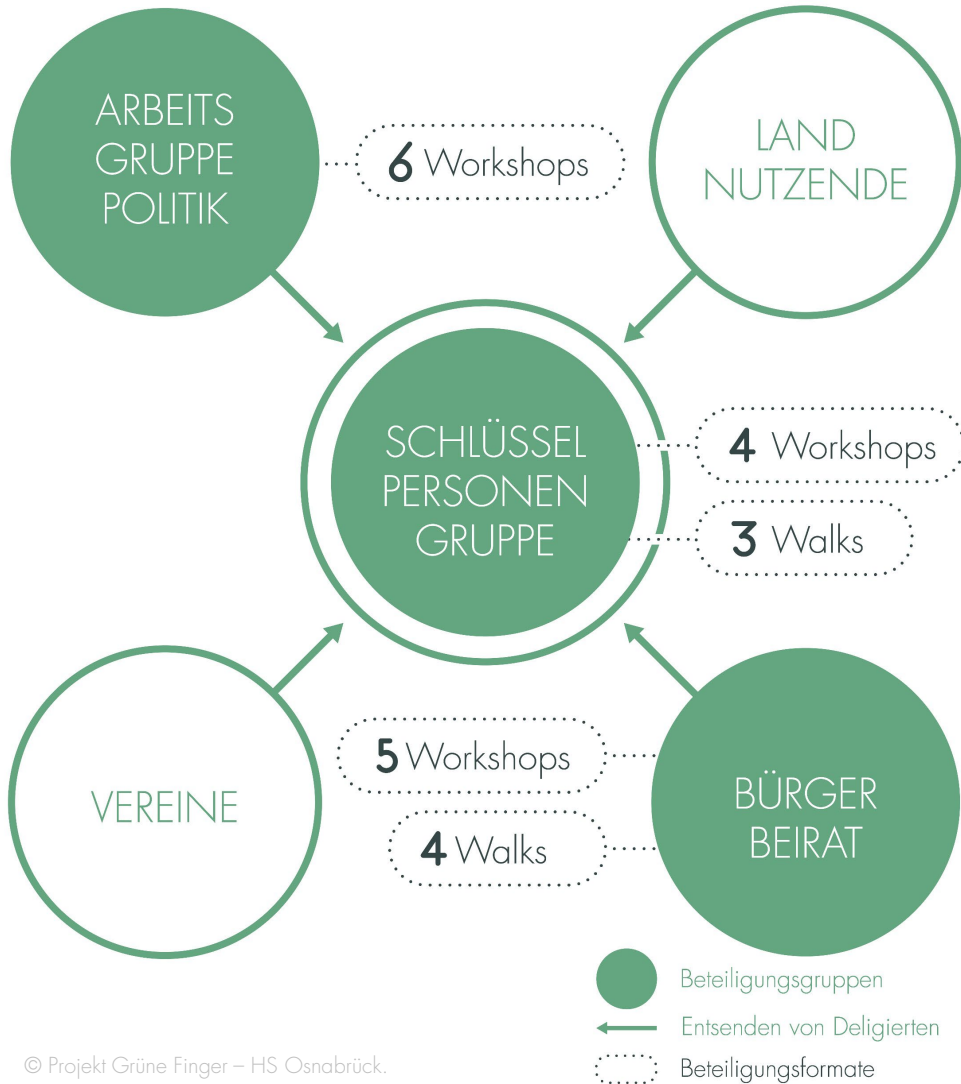 ARBEITS
GRUPPE
POLITIK
6 Workshops
LAND
NUTZENDE
SCHLÜSSEL
PERSONEN
GRUPPE
4 Workshops
3 Walks
VEREINE
5 Workshops
4 Walks
BÜRGER
BEIRAT
Beteiligungsgruppen
Entsenden von Deligierten
Beteiligungsformate
© Projekt Grüne Finger – HS Osnabrück.